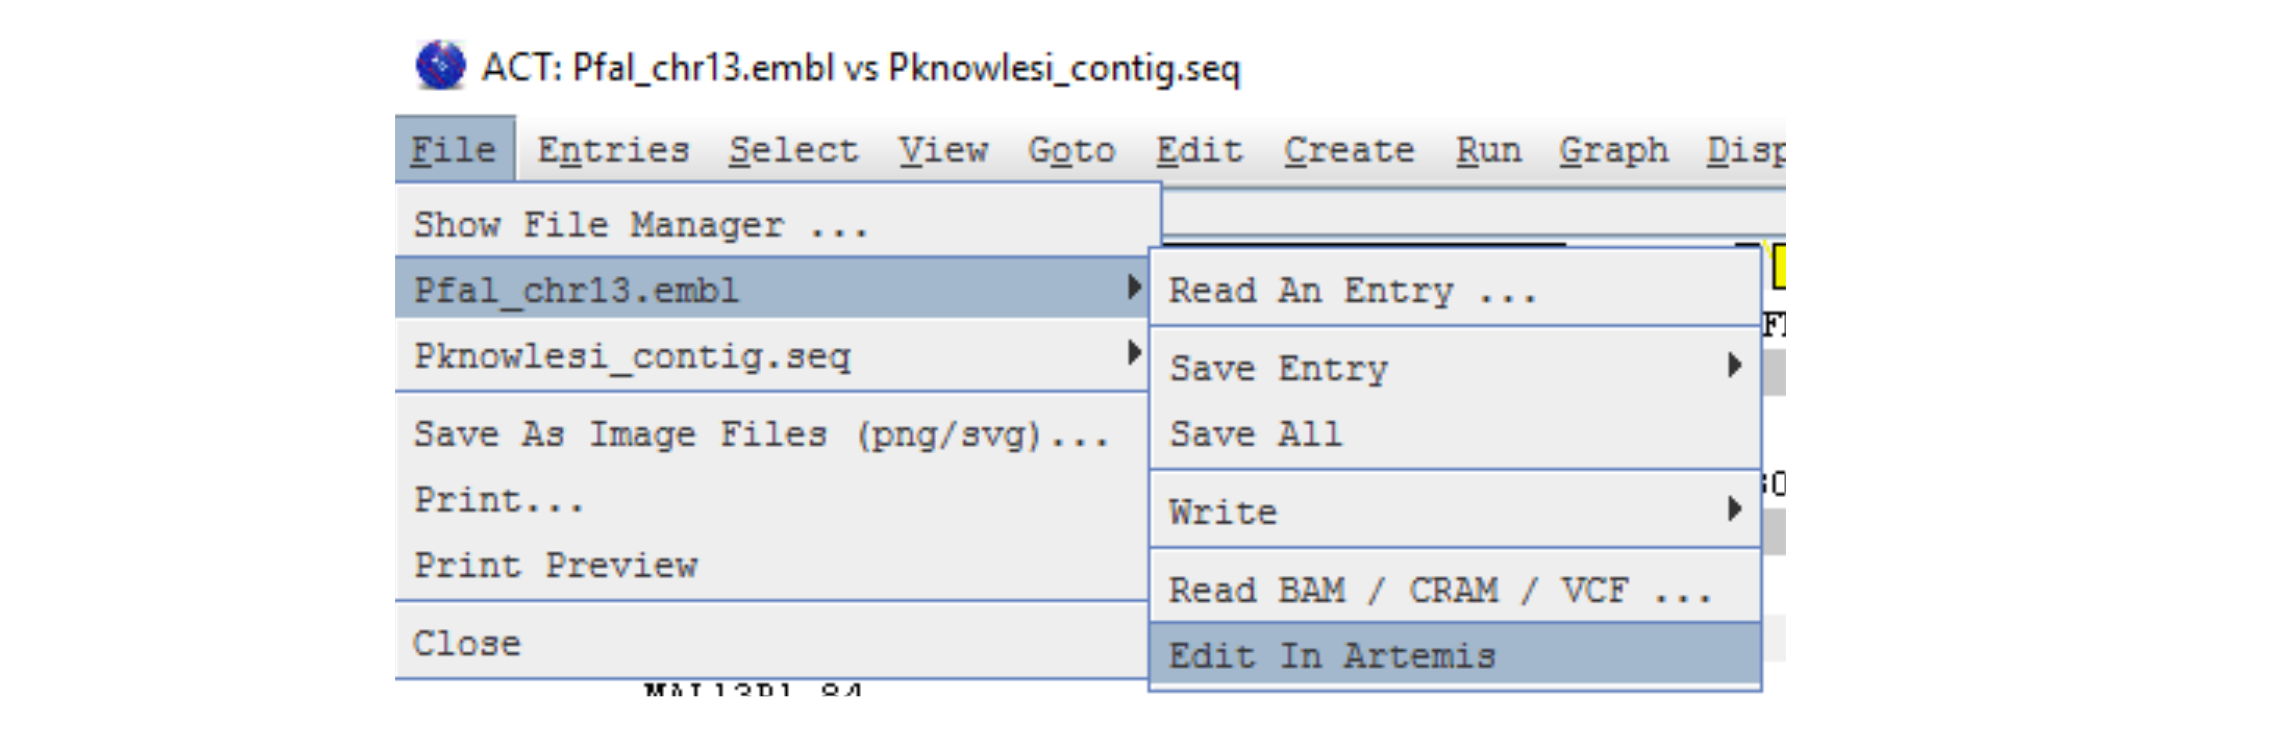 ACT: Pfal_chr13.embl vs Pknowlesi_contig.seq
File Entries Select View Goto Edit Create Run Graph
Show File Manager ...
Pfal_chr13.embl
Pknowlesi_contig.seq
Save As Image Files (png/svg)...
Print...
Print Preview
Close
Read An Entry ...
Save Entry
Save All
Write
Read BAM / CRAM / VCF ...
Edit In Artemis